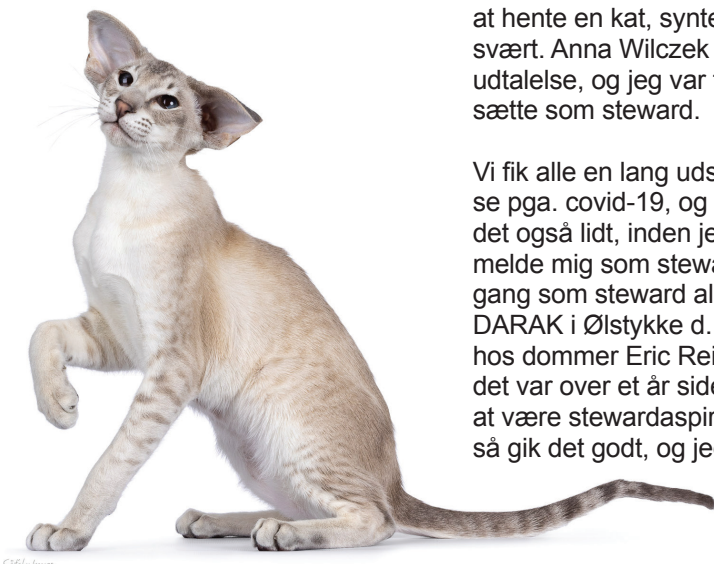 at hente en kat, synte
svært. Anna Wilczek
udtalelse, og jeg var
sætte som steward.
Vi fik alle en lang uds
se pga. covid-19, og
det også lidt, inden je
melde mig som stewa
gang som steward al
DARAK i Ølstykke d.
hos dommer Eric Rei
det var over et år side
at være stewardaspir
så gik det godt, og je